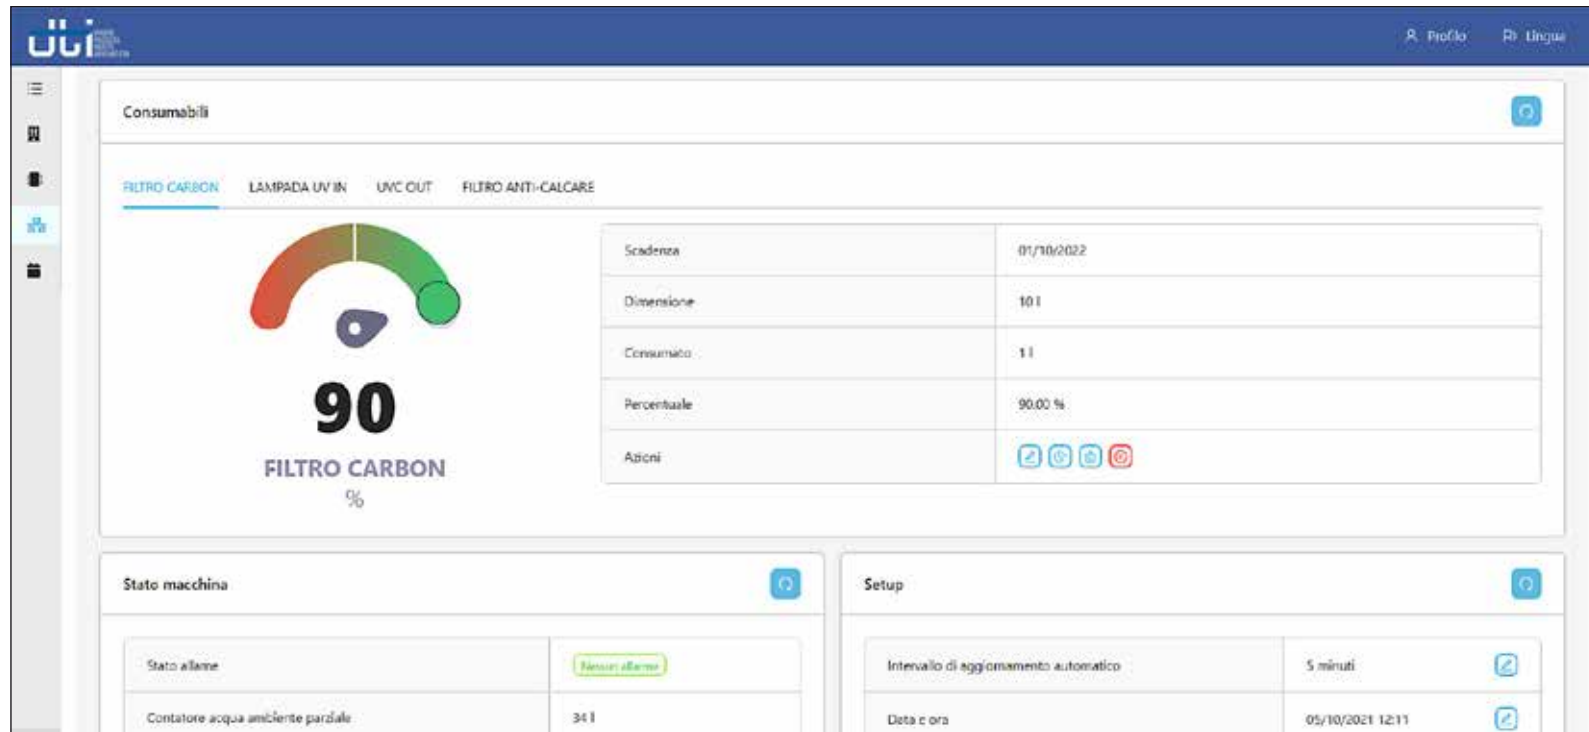 Profilo
Lingua
Consumabili
FILTRO CARBON
LAMPADA UV IN
UVC OUT
FILTRO ANTI-CALCARE
90
FILTRO CARBON
%
Scadenza 01/10/2022
Dimensione 10 l
Consumato 1 l
Percentuale 90.00 %
Azioni
Stato macchina
Stato allarme Nessun allarme
Contatore acqua ambiente parziale 34 l
Setup
Intervallo di aggiornamento automatico 5 minuti
Data e ora 05/10/2021 12:11